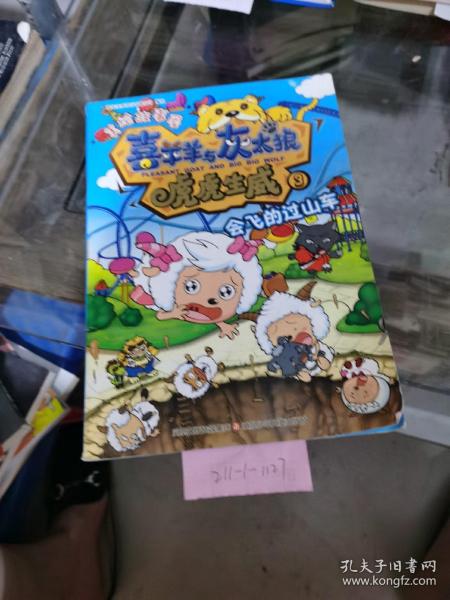 喜羊羊与灰太狼
PLEASANT GOAT AND BIG BIG WOLF
虎虎生威
3
会飞的过山车
211-1-1127
孔夫子旧书网
www.kongfz.com